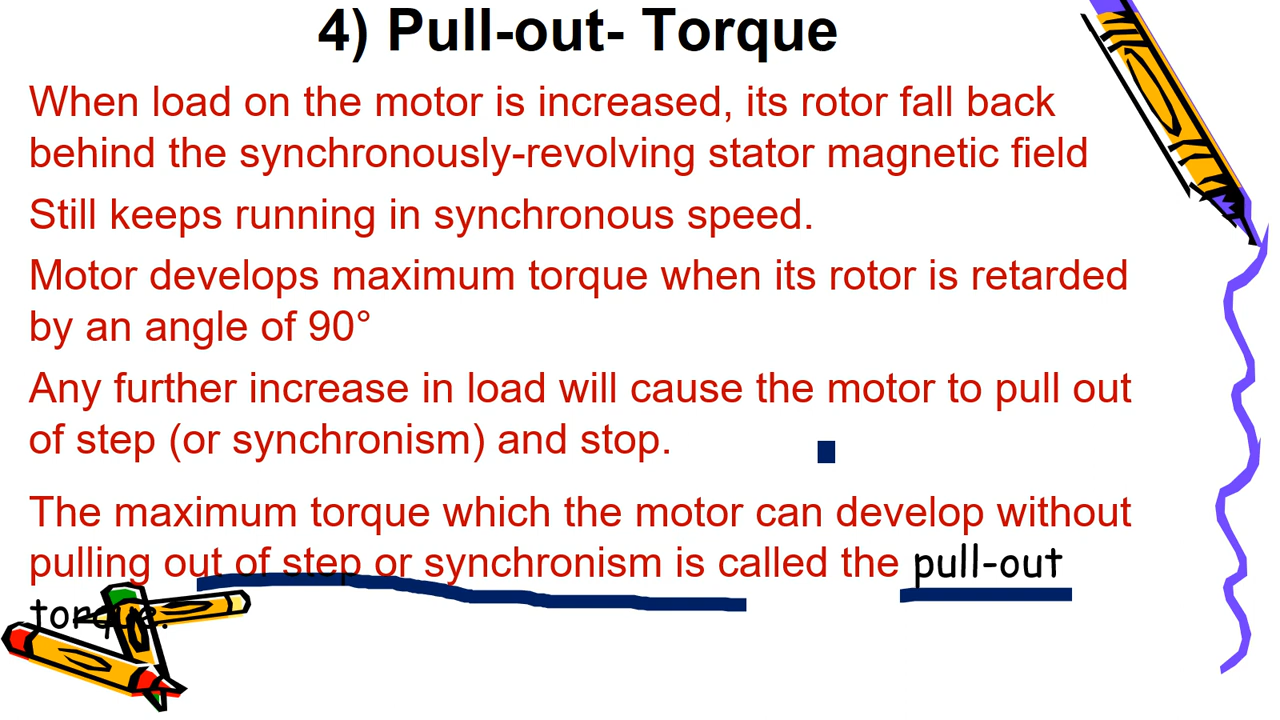 4) Pull-out- Torque
When load on the motor is increased, its rotor fall back
behind the synchronously-revolving stator magnetic field
Still keeps running in synchronous speed.
Motor develops maximum torque when its rotor is retarded
by an angle of 90°
Any further increase in load will cause the motor to pull out
of step (or synchronism) and stop.
The maximum torque which the motor can develop without
pulling out of step or synchronism is called the pull-out
torque.